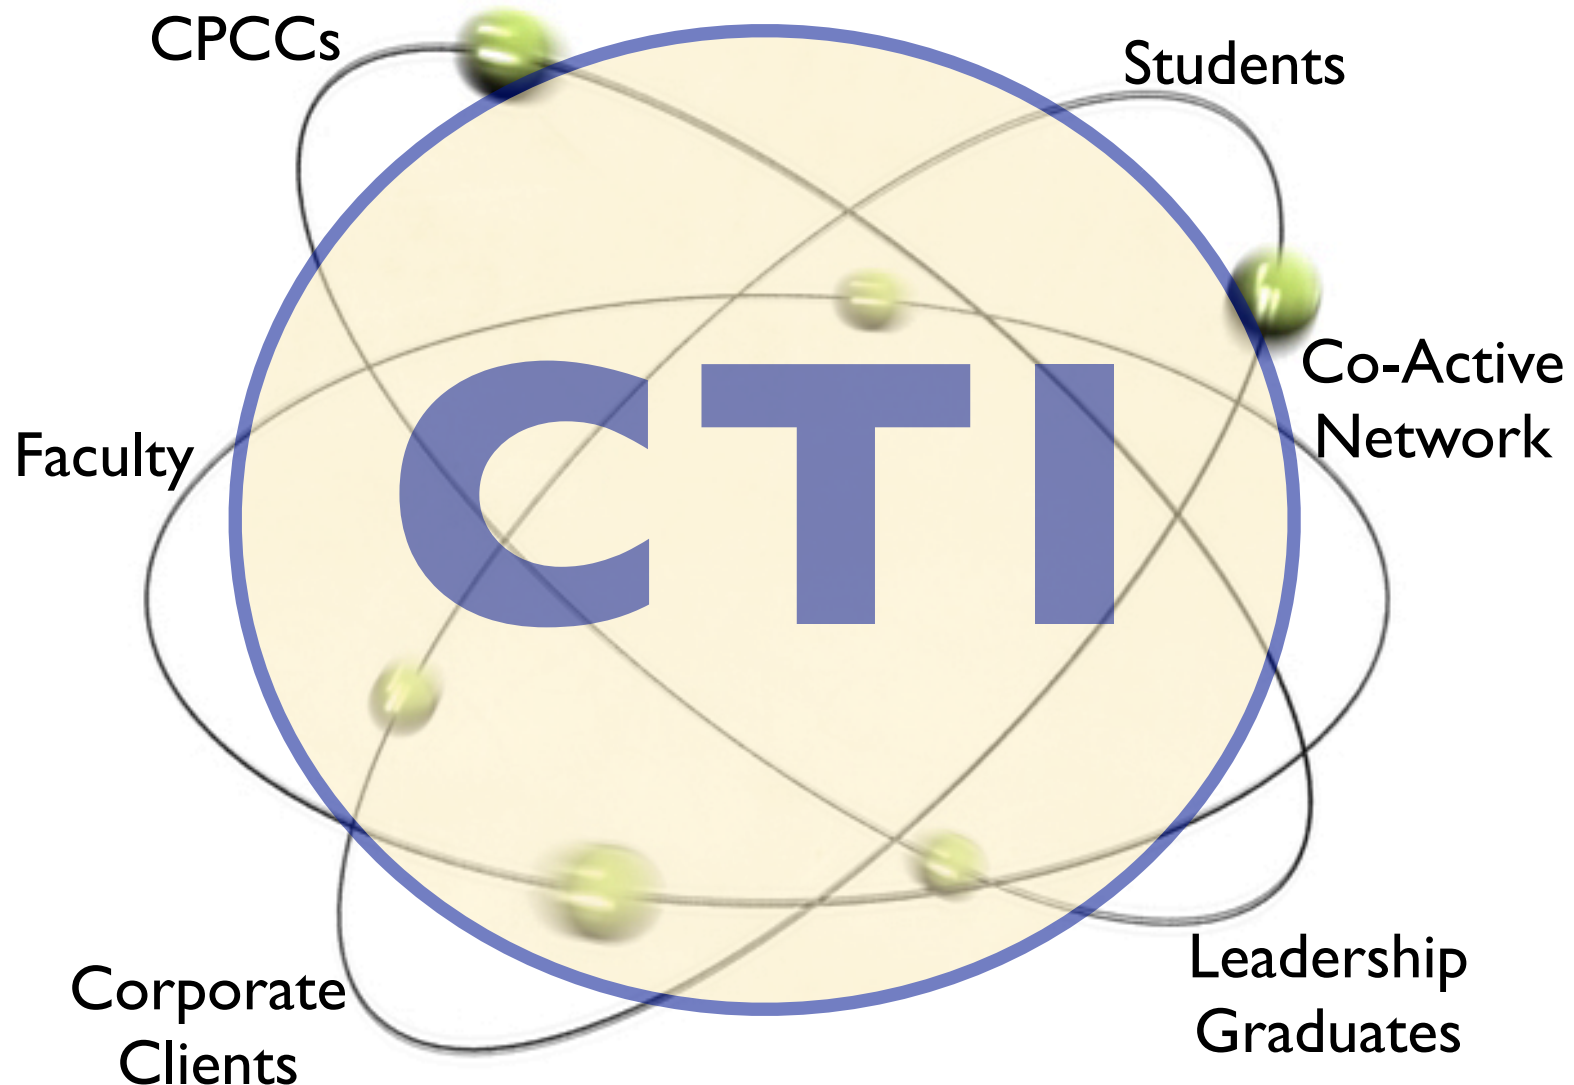 CPCCs
Students
Co-Active
Network
Faculty
CTI
Corporate
Clients
Leadership
Graduates